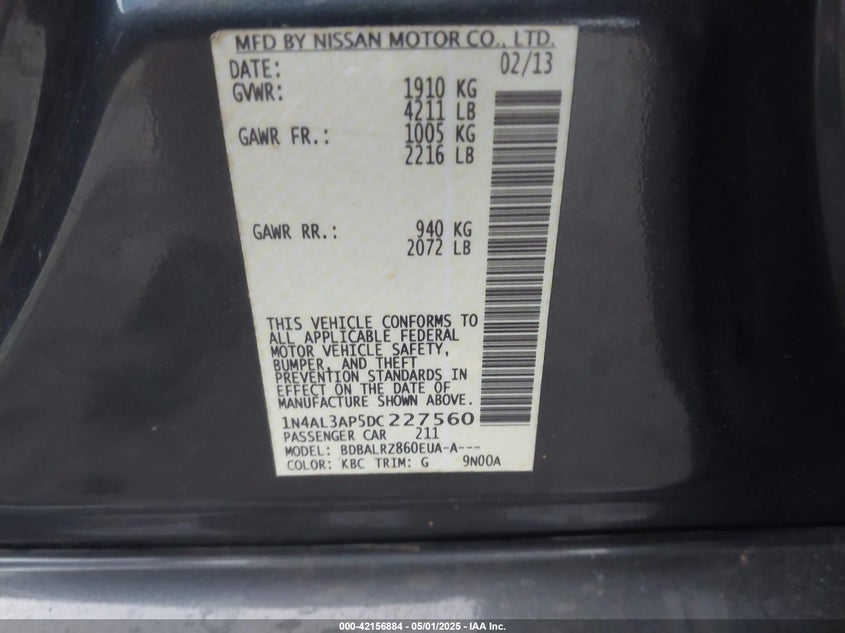 MFD BY NISSAN MOTOR CO., LTD.
DATE: 02/13
GVWR: 1910 KG
4211 LB
GAWR FR.: 1005 KG
2216 LB
GAWR RR.: 940 KG
2072 LB
THIS VEHICLE CONFORMS TO
ALL APPLICABLE FEDERAL
MOTOR VEHICLE SAFETY,
BUMPER, AND THEFT
PREVENTION STANDARDS IN
EFFECT ON THE DATE OF
MANUFACTURE SHOWN ABOVE.
1N4AL3AP5DC227560
PASSENGER CAR 211
MODEL: BDBALRZ860EUA-A---
COLOR: KBC TRIM: G 9N00A
000-42156884 - 05/01/2025 - IAA Inc.